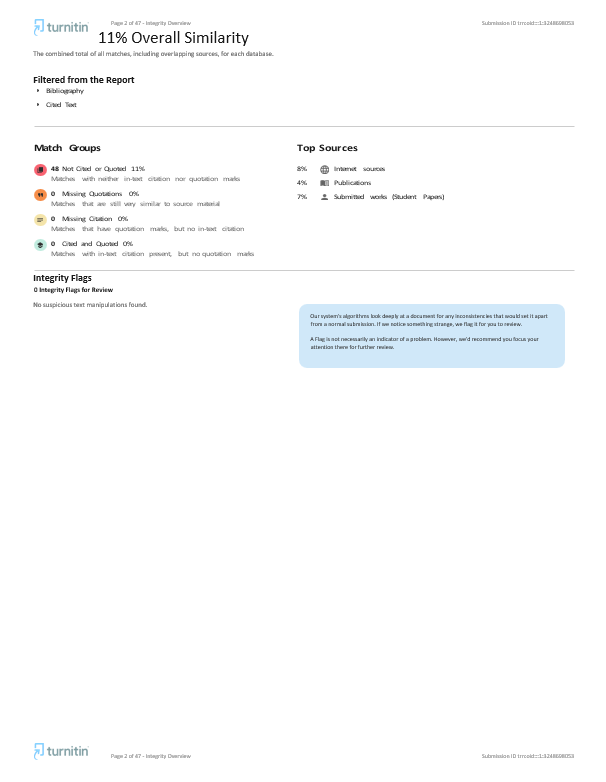 turnitin Page 2 of 47 - Integrity Overview Submission ID trn:oid:::1:3248698053
11% Overall Similarity
The combined total of all matches, including overlapping sources, for each database.
Filtered from the Report
• Bibliography
• Cited Text
Match Groups
48 Not Cited or Quoted 11%
Matches with neither in-text citation nor quotation marks
0 Missing Quotations 0%
Matches that are still very similar to source material
0 Missing Citation 0%
Matches that have quotation marks, but no in-text citation
0 Cited and Quoted 0%
Matches with in-text citation present, but no quotation marks
Top Sources
8% Internet sources
4% Publications
7% Submitted works (Student Papers)
Integrity Flags
0 Integrity Flags for Review
No suspicious text manipulations found.
Our system's algorithms look deeply at a document for any inconsistencies that would set it apart
from a normal submission. If we notice something strange, we flag it for you to review.
A Flag is not necessarily an indicator of a problem. However, we'd recommend you focus your
attention there for further review.
turnitin Page 2 of 47 - Integrity Overview Submission ID trn:oid:::1:3248698053